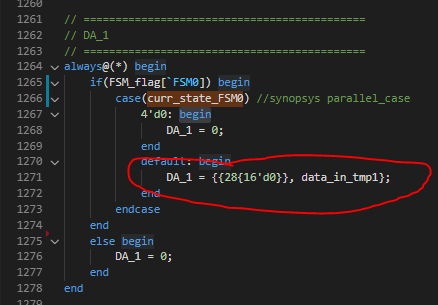 1260
1261 // ==========================================
1262 // DA_1
1263 // ==========================================
1264 always@(*) begin
1265 if(FSM_flag[`FSM0]) begin
1266 case(curr_state_FSM0) //synopsys parallel_case
1267 4'd0: begin
1268 DA_1 = 0;
1269 end
1270 default: begin
1271 DA_1 = {{28{16'd0}}, data_in_tmp1};
1272 end
1273 endcase
1274 end
1275 else begin
1276 DA_1 = 0;
1277 end
1278 end
1279